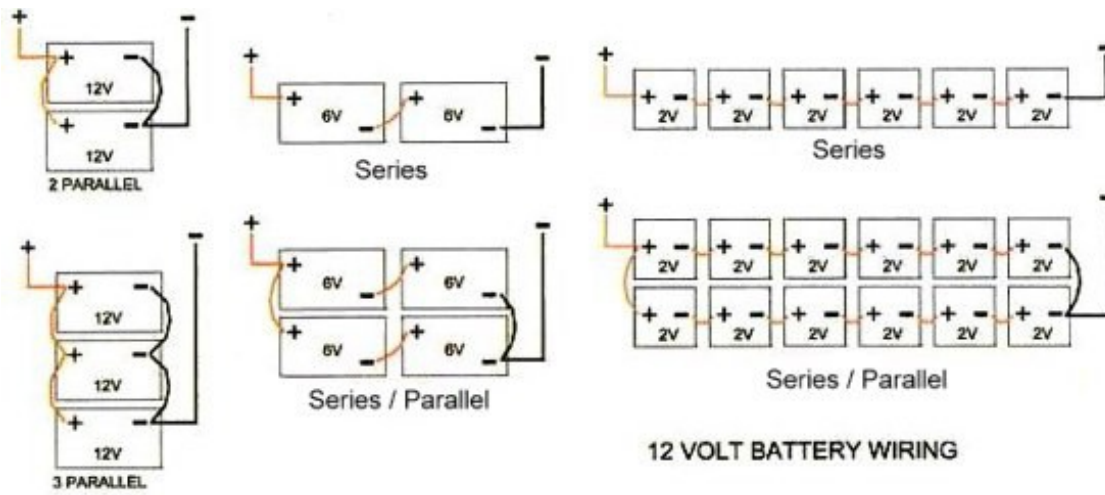 + -
+ -
12V
+ -
12V
2 PARALLEL
+ -
+ +
6V 6V
- -
Series
+ -
+ - + - + - + - + - + -
2V 2V 2V 2V 2V 2V
Series
+ -
+ -
12V
+ -
12V
+ -
12V
3 PARALLEL
+ -
+ +
6V 6V
- -
+ +
6V 6V
- -
Series / Parallel
+ -
+ - + - + - + - + - + -
2V 2V 2V 2V 2V 2V
+ - + - + - + - + - + -
2V 2V 2V 2V 2V 2V
Series / Parallel
12 VOLT BATTERY WIRING